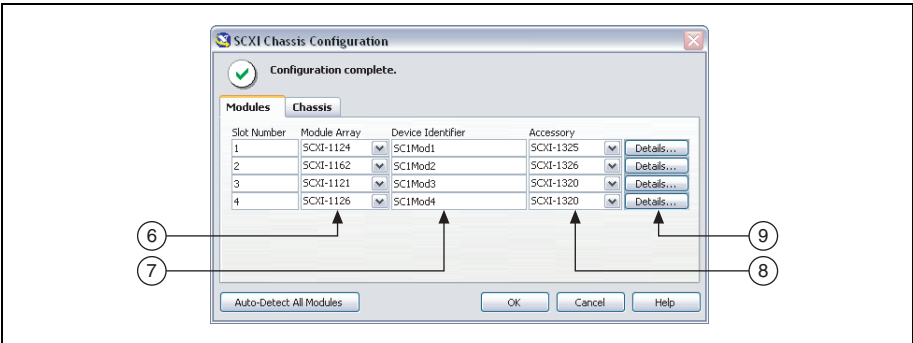 SCXI Chassis Configuration
Configuration complete.
Modules Chassis
Slot Number Module Array Device Identifier Accessory
1 SCXI-1124 SC1Mod1 SCXI-1325 Details...
2 SCXI-1162 SC1Mod2 SCXI-1326 Details...
3 SCXI-1121 SC1Mod3 SCXI-1320 Details...
4 SCXI-1126 SC1Mod4 SCXI-1320 Details...
6 9
7 8
Auto-Detect All Modules OK Cancel Help